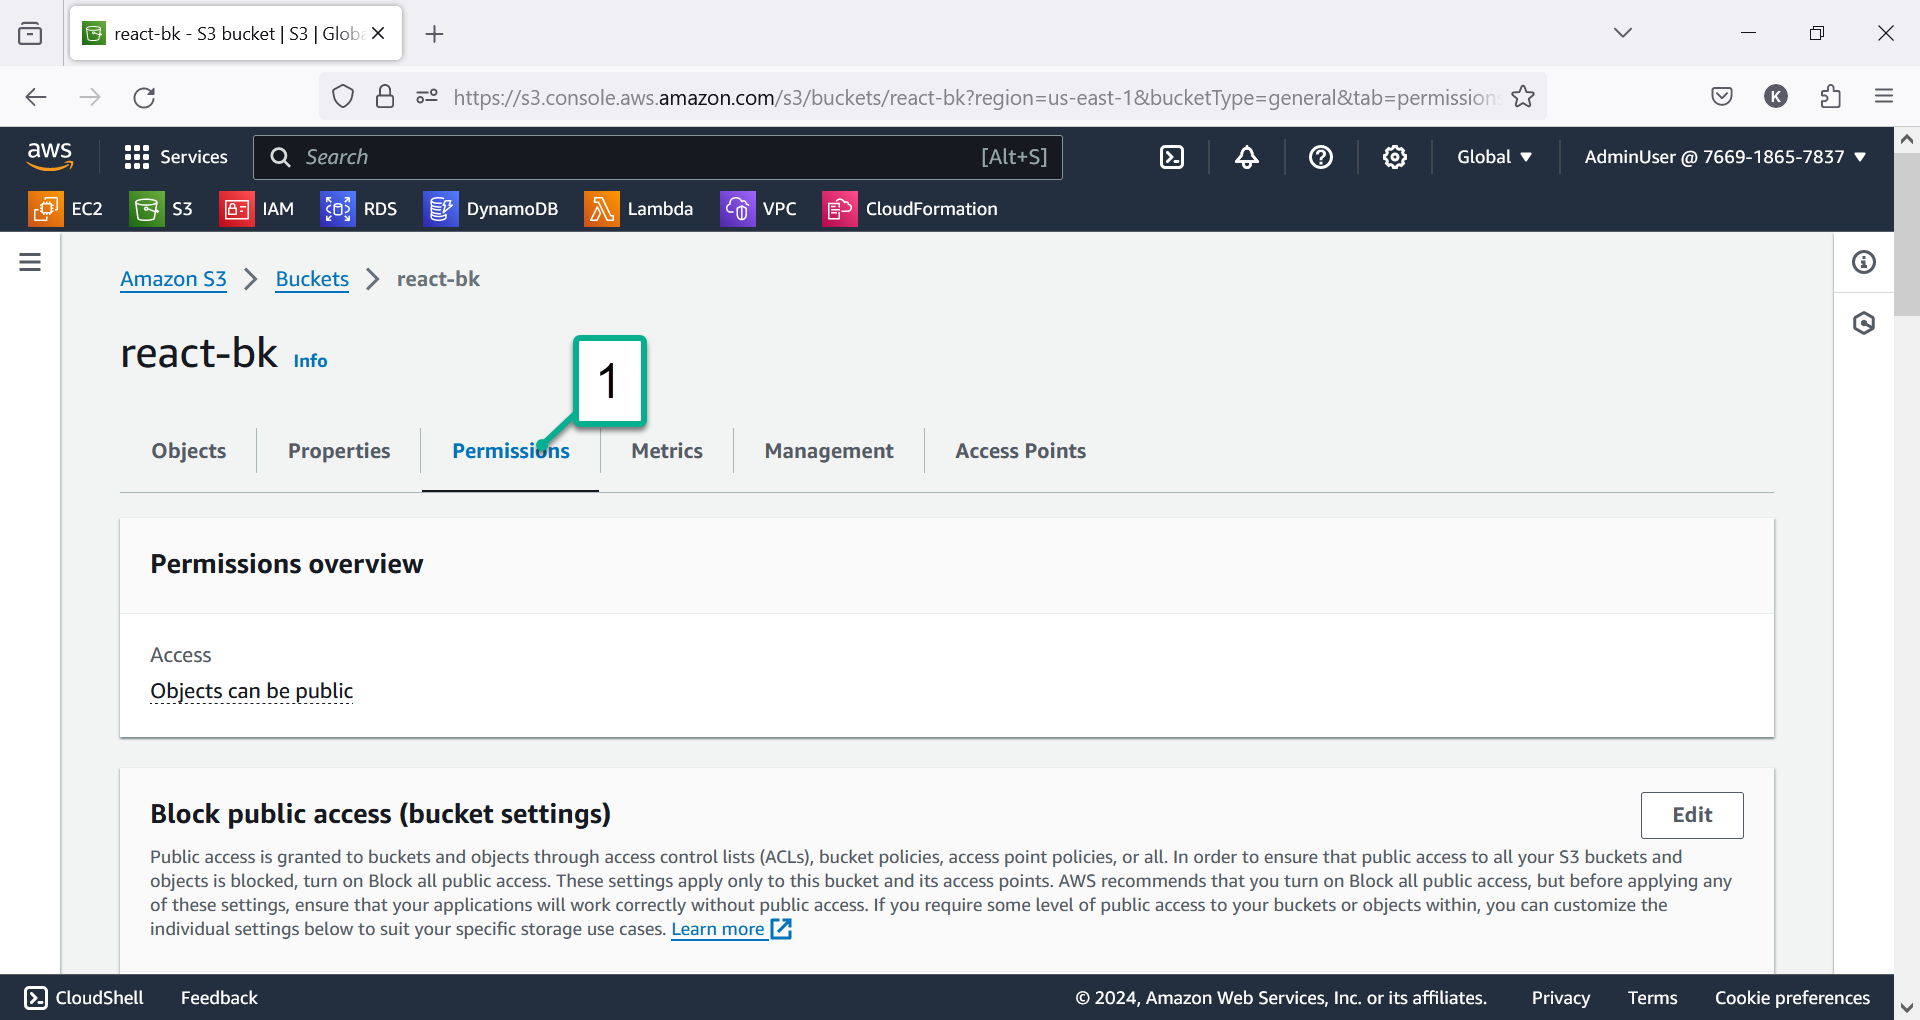 react-bk - S3 bucket | S3 | Globa
https://s3.console.aws.amazon.com/s3/buckets/react-bk?region=us-east-1&bucketType=general&tab=permissions
K
aws
Services
Search
[Alt+S]
Global
AdminUser @ 7669-1865-7837
EC2
S3
IAM
RDS
DynamoDB
Lambda
VPC
CloudFormation
Amazon S3
Buckets
react-bk
react-bk Info
1
Objects
Properties
Permissions
Metrics
Management
Access Points
Permissions overview
Access
Objects can be public
Block public access (bucket settings)
Edit
Public access is granted to buckets and objects through access control lists (ACLs), bucket policies, access point policies, or all. In order to ensure that public access to all your S3 buckets and
objects is blocked, turn on Block all public access. These settings apply only to this bucket and its access points. AWS recommends that you turn on Block all public access, but before applying any
of these settings, ensure that your applications will work correctly without public access. If you require some level of public access to your buckets or objects within, you can customize the
individual settings below to suit your specific storage use cases. Learn more
CloudShell
Feedback
© 2024, Amazon Web Services, Inc. or its affiliates.
Privacy
Terms
Cookie preferences